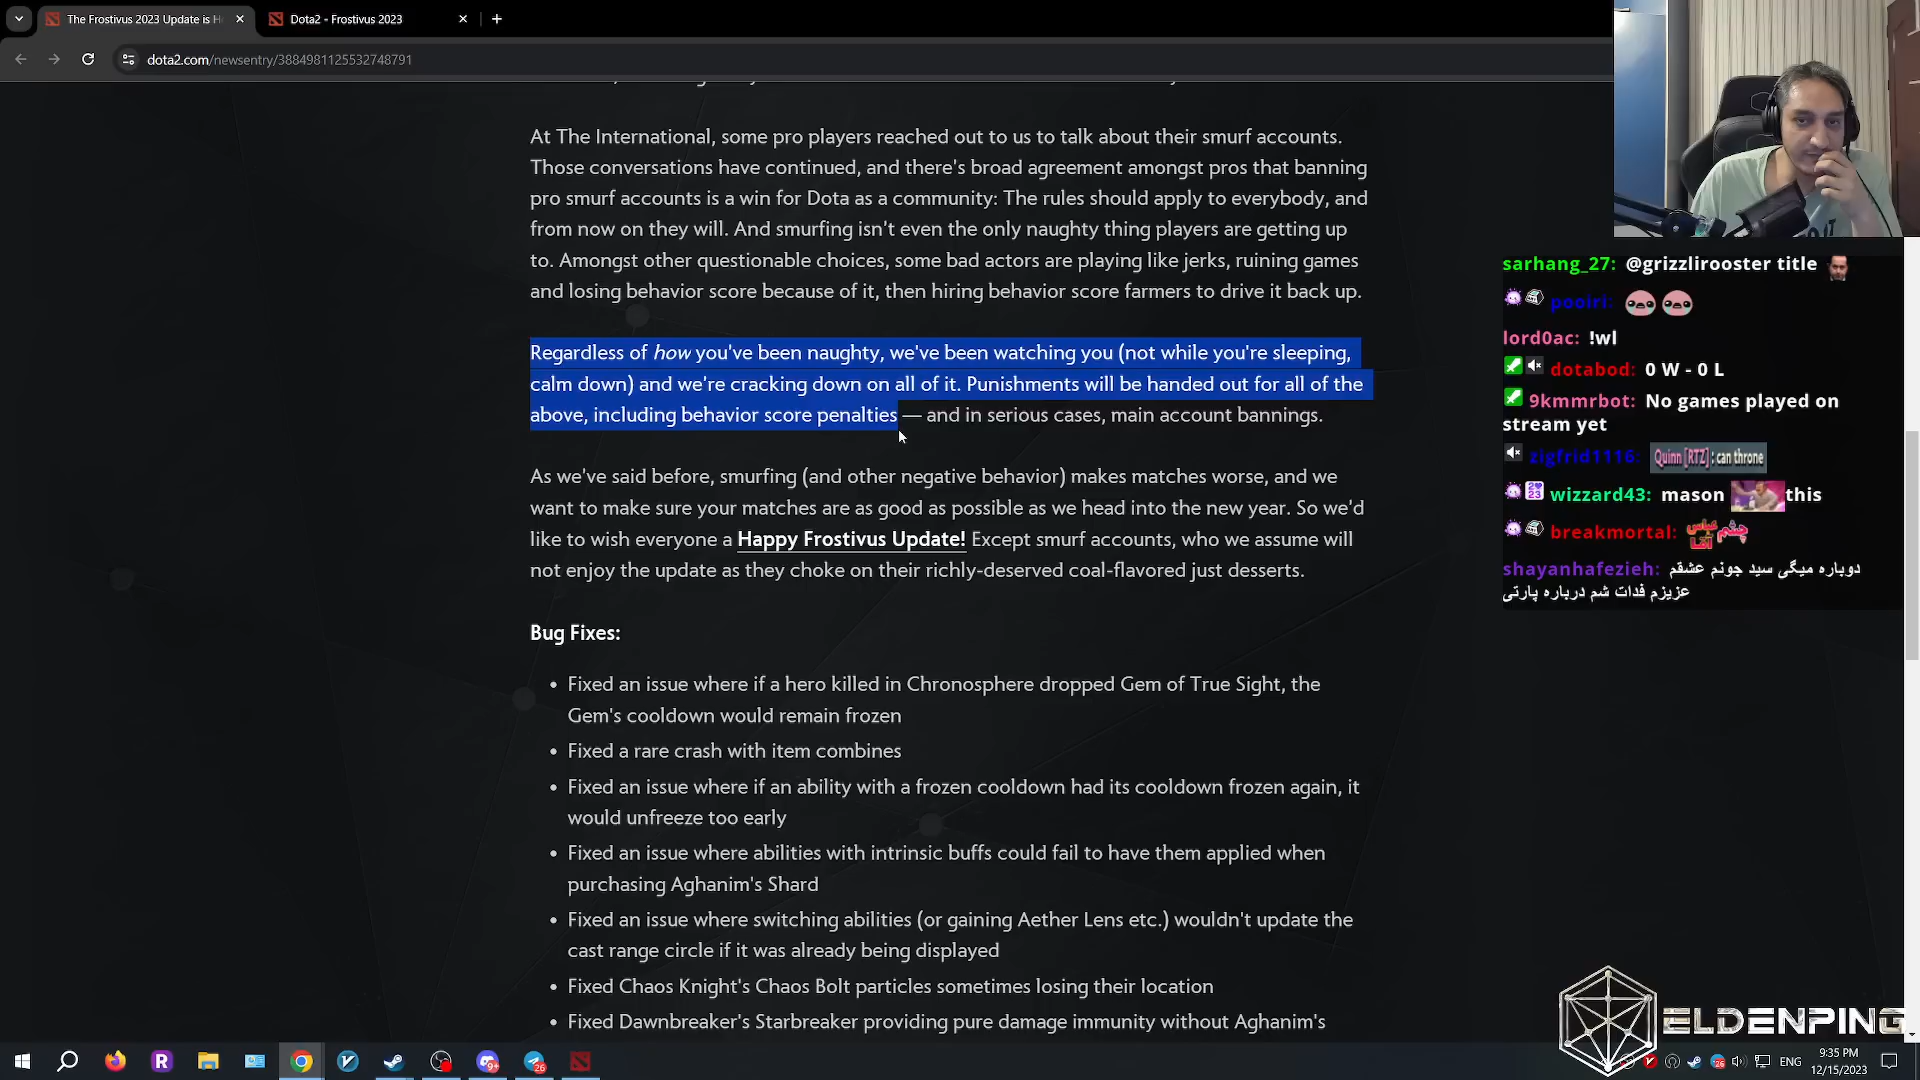 The Frostivus 2023 Update is H
Dota2 - Frostivus 2023
dota2.com/newsentry/3884981125532748791
At The International, some pro players reached out to us to talk about their smurf accounts.
Those conversations have continued, and there's broad agreement amongst pros that banning
pro smurf accounts is a win for Dota as a community: The rules should apply to everybody, and
from now on they will. And smurfing isn't even the only naughty thing players are getting up
to. Amongst other questionable choices, some bad actors are playing like jerks, ruining games
and losing behavior score because of it, then hiring behavior score farmers to drive it back up.
Regardless of how you've been naughty, we've been watching you (not while you're sleeping,
calm down) and we're cracking down on all of it. Punishments will be handed out for all of the
above, including behavior score penalties — and in serious cases, main account bannings.
As we've said before, smurfing (and other negative behavior) makes matches worse, and we
want to make sure your matches are as good as possible as we head into the new year. So we'd
like to wish everyone a Happy Frostivus Update! Except smurf accounts, who we assume will
not enjoy the update as they choke on their richly-deserved coal-flavored just desserts.
Bug Fixes:
• Fixed an issue where if a hero killed in Chronosphere dropped Gem of True Sight, the
Gem's cooldown would remain frozen
• Fixed a rare crash with item combines
• Fixed an issue where if an ability with a frozen cooldown had its cooldown frozen again, it
would unfreeze too early
• Fixed an issue where abilities with intrinsic buffs could fail to have them applied when
purchasing Aghanim's Shard
• Fixed an issue where switching abilities (or gaining Aether Lens etc.) wouldn't update the
cast range circle if it was already being displayed
• Fixed Chaos Knight's Chaos Bolt particles sometimes losing their location
• Fixed Dawnbreaker's Starbreaker providing pure damage immunity without Aghanim's
sarhang_27: @grizzlirooster title
pooiri:
lord0ac: !wl
dotabod: 0 W - 0 L
9kmmrbot: No games played on
stream yet
zigfrid1116: Quinn [RTZ]: can throne
wizzard43: mason this
breakmortal:
shayanhafezieh: دوباره میگی سید جونم عشقم
عزیزم فدات شم درباره پارتی
ELDENPING
ENG
9:35 PM
12/15/2023